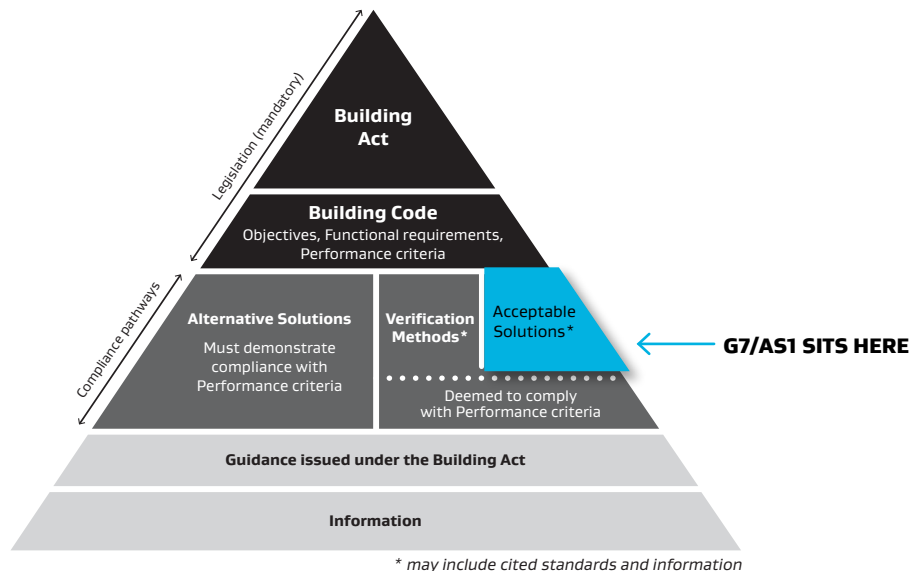 Legislation (mandatory)
Building
Act
Building Code
Objectives, Functional requirements,
Performance criteria
Compliance pathways
Alternative Solutions
Must demonstrate
compliance with
Performance criteria
Verification
Methods*
Acceptable
Solutions*
G7/AS1 SITS HERE
Deemed to comply
with Performance criteria
Guidance issued under the Building Act
Information
* may include cited standards and information